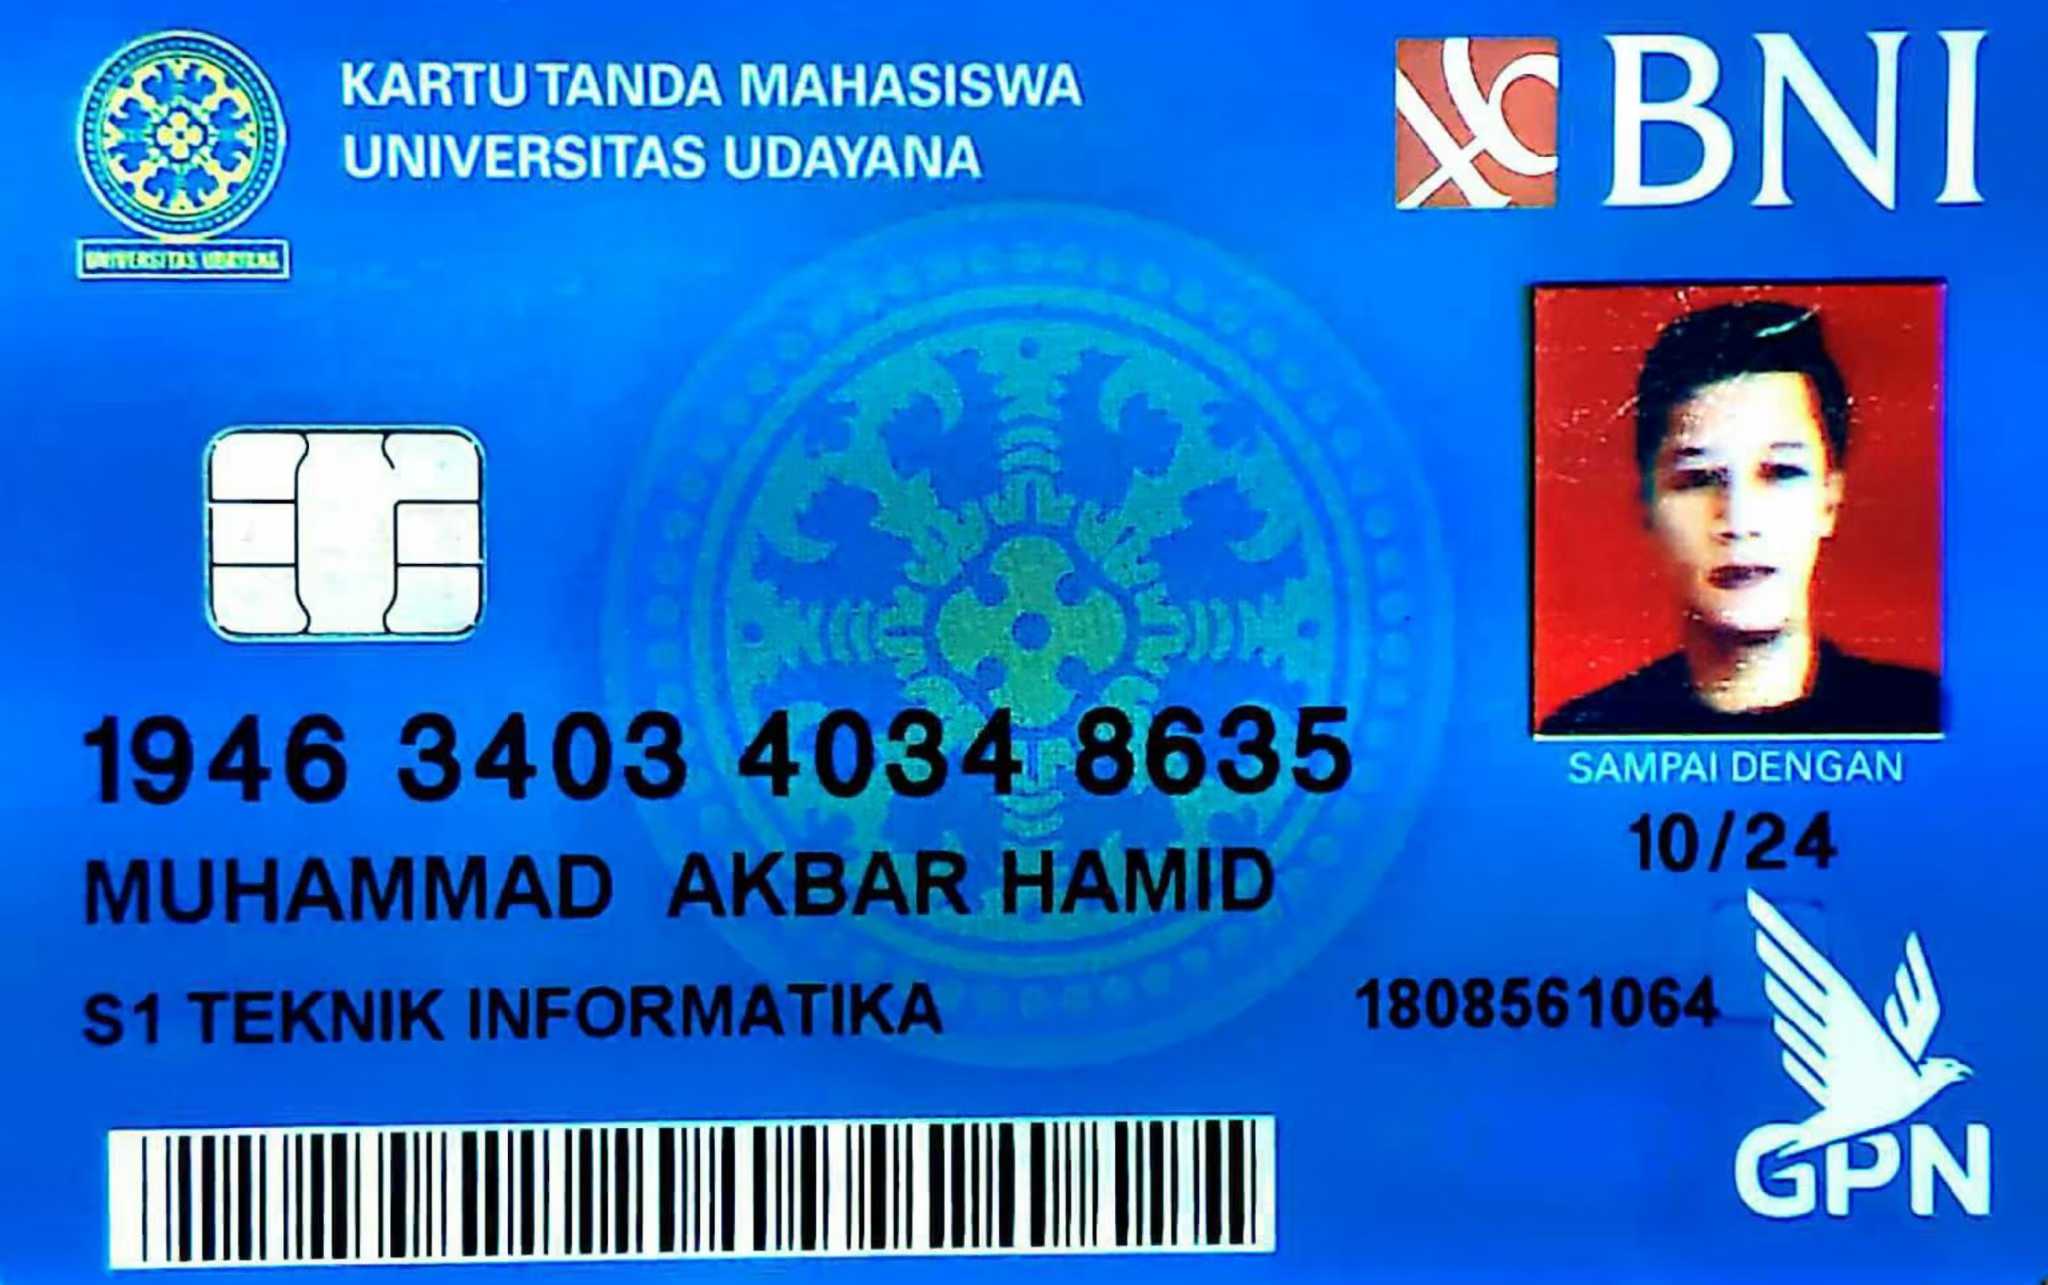 KARTU TANDA MAHASISWA
UNIVERSITAS UDAYANA
BNI
UNIVERSITAS UDAYANA
1946 3403 4034 8635
SAMPAI DENGAN
10/24
MUHAMMAD AKBAR HAMID
S1 TEKNIK INFORMATIKA
1808561064
GPN